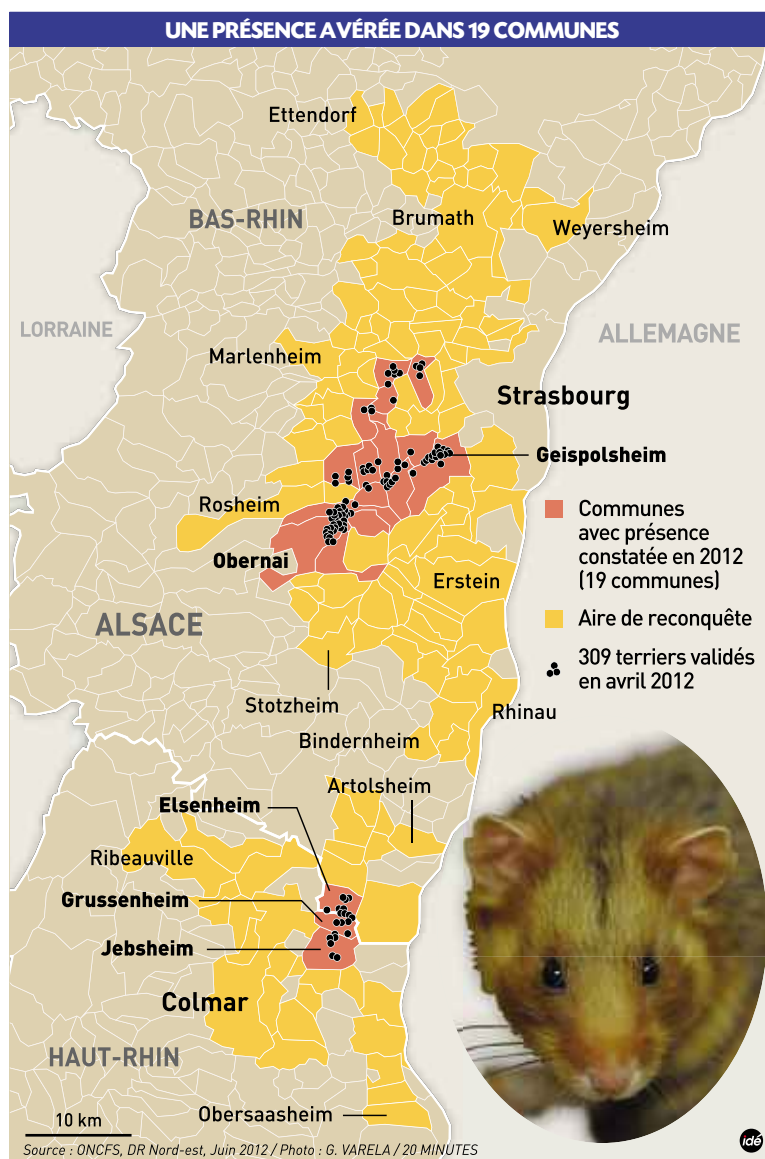 UNE PRÉSENCE AVÉRÉE DANS 19 COMMUNES
Ettendorf
BAS-RHIN
Brumath
Weyersheim
LORRAINE
ALLEMAGNE
Marlenheim
Strasbourg
Geispolsheim
Rosheim
Communes
avec présence
constatée en 2012
(19 communes)
Obernai
Erstein
Aire de reconquête
ALSACE
309 terriers validés
en avril 2012
Stotzheim
Rhinau
Bindernheim
Artolsheim
Elsenheim
Ribeauville
Grussenheim
Jebsheim
Colmar
HAUT-RHIN
Obersaasheim
10 km
Source : ONCFS, DR Nord-est, Juin 2012 / Photo : G. VARELA / 20 MINUTES
idé